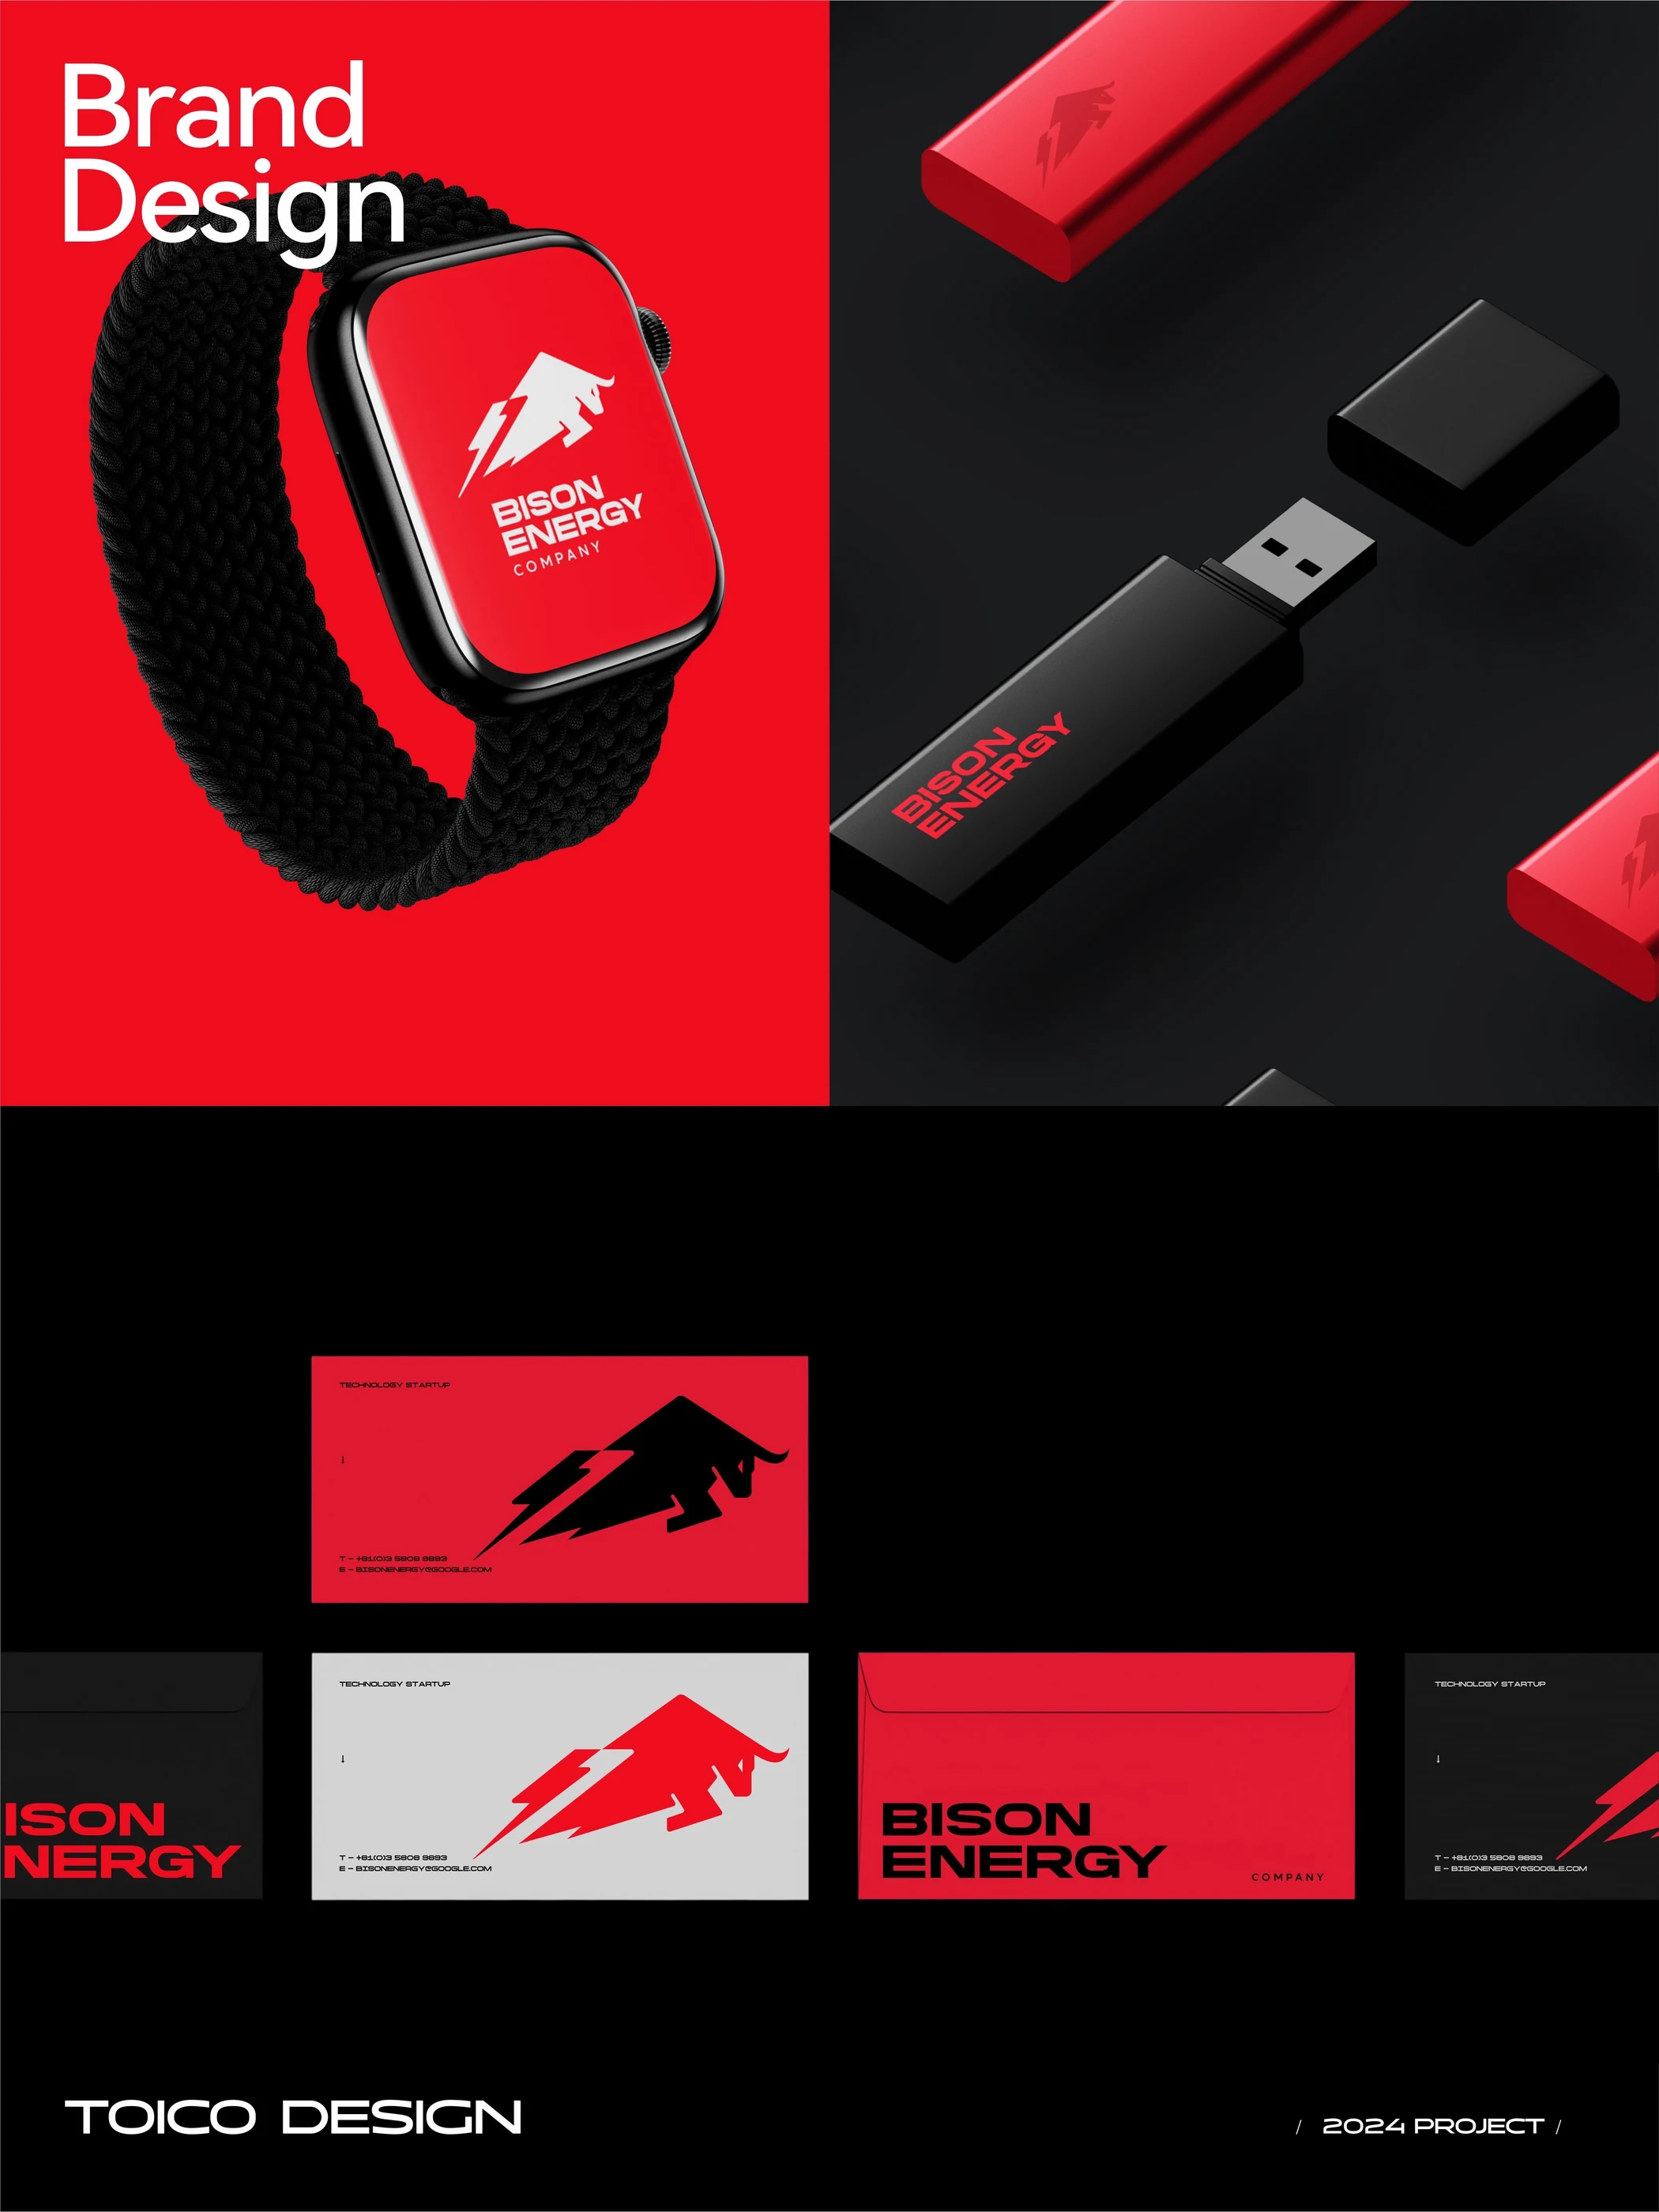 Brand
Design
BISON
ENERGY
COMPANY
BISON
ENERGY
TECHNOLOGY STARTUP
↓
T – +81(0)3 5808 9893
E – BISONENERGY@GOOGLE.COM
ISON
NERGY
TECHNOLOGY STARTUP
↓
T – +81(0)3 5808 9893
E – BISONENERGY@GOOGLE.COM
BISON
ENERGY
COMPANY
TECHNOLOGY STARTUP
↓
T – +81(0)3 5808 9893
E – BISONENERGY@GOOGLE.COM
TOICO DESIGN
/ 2024 PROJECT /